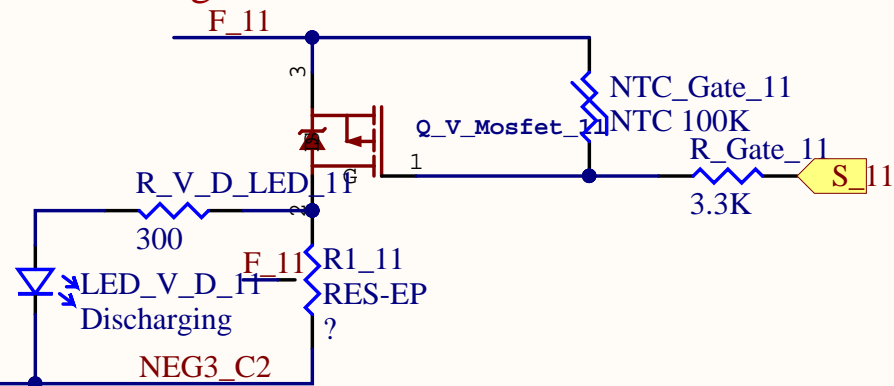 F_11
3
NTC_Gate_11
NTC 100K
Q_V_Mosfet_11
R_Gate_11
1
G
S_11
3.3K
R_V_D_LED_11
2
300
F_11
R1_11
RES-EP
?
LED_V_D_11
Discharging
NEG3_C2